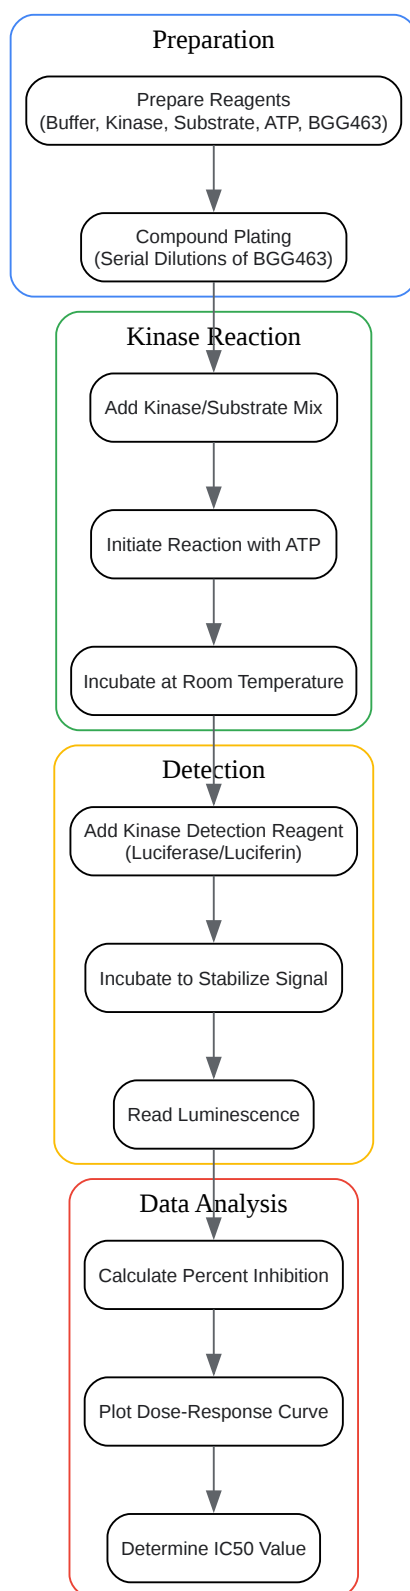 Preparation
Prepare Reagents
(Buffer, Kinase, Substrate, ATP, BGG463)
Compound Plating
(Serial Dilutions of BGG463)
Kinase Reaction
Add Kinase/Substrate Mix
Initiate Reaction with ATP
Incubate at Room Temperature
Detection
Add Kinase Detection Reagent
(Luciferase/Luciferin)
Incubate to Stabilize Signal
Read Luminescence
Data Analysis
Calculate Percent Inhibition
Plot Dose-Response Curve
Determine IC50 Value